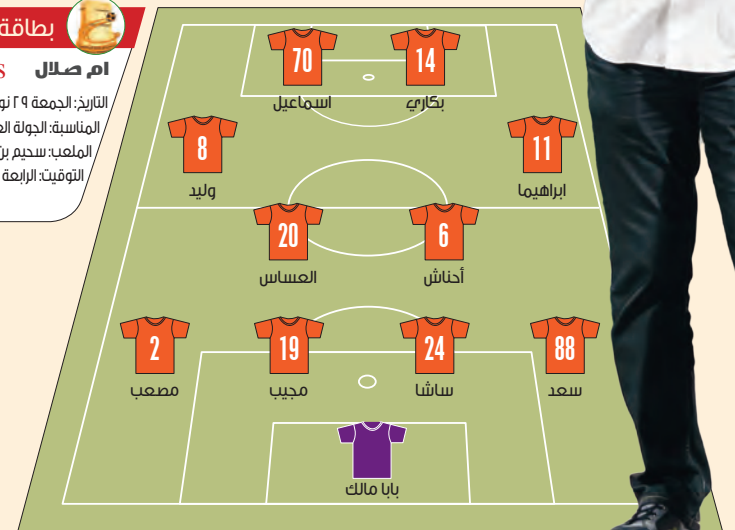 بطاقة
ام صلال S
التاريخ: الجمعة ٢٩
المناسبة: الجولة
الملعب: سحيم بن
التوقيت: الرابعة
70
14
اسماعيل
بكاري
8
11
وليد
ابراهيما
20
6
العساس
أحناش
2
19
24
88
مصعب
مجيب
ساشا
سعد
بابا مالك